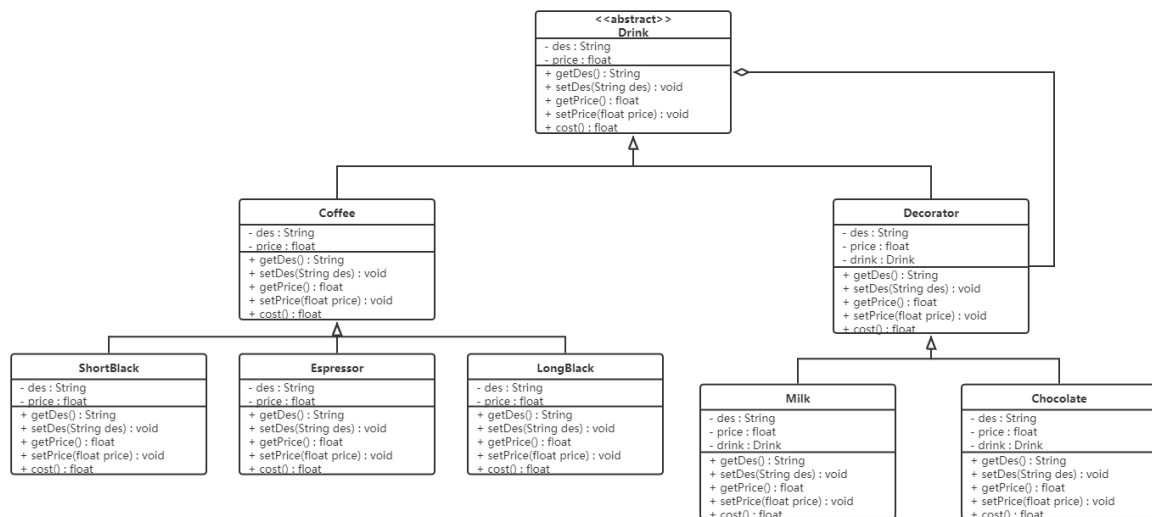 <<abstract>>
Drink
- des : String
- price : float
+ getDes() : String
+ setDes(String des) : void
+ getPrice() : float
+ setPrice(float price) : void
+ cost() : float
Coffee
- des : String
- price : float
+ getDes() : String
+ setDes(String des) : void
+ getPrice() : float
+ setPrice(float price) : void
+ cost() : float
Decorator
- des : String
- price : float
- drink : Drink
+ getDes() : String
+ setDes(String des) : void
+ getPrice() : float
+ setPrice(float price) : void
+ cost() : float
ShortBlack
- des : String
- price : float
+ getDes() : String
+ setDes(String des) : void
+ getPrice() : float
+ setPrice(float price) : void
+ cost() : float
Espressor
- des : String
- price : float
+ getDes() : String
+ setDes(String des) : void
+ getPrice() : float
+ setPrice(float price) : void
+ cost() : float
LongBlack
- des : String
- price : float
+ getDes() : String
+ setDes(String des) : void
+ getPrice() : float
+ setPrice(float price) : void
+ cost() : float
Milk
- des : String
- price : float
- drink : Drink
+ getDes() : String
+ setDes(String des) : void
+ getPrice() : float
+ setPrice(float price) : void
+ cost() : float
Chocolate
- des : String
- price : float
- drink : Drink
+ getDes() : String
+ setDes(String des) : void
+ getPrice() : float
+ setPrice(float price) : void
+ cost() : float